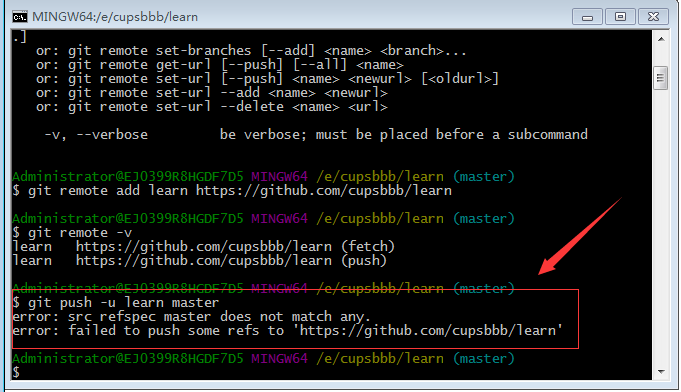 MINGW64:/e/cupsbbb/learn
.]
or: git remote set-branches [--add] <name> <branch>...
or: git remote get-url [--push] [--all] <name>
or: git remote set-url [--push] <name> <newurl> [<oldurl>]
or: git remote set-url --add <name> <newurl>
or: git remote set-url --delete <name> <url>
-v, --verbose be verbose; must be placed before a subcommand
Administrator@EJ0399R8HGDF7D5 MINGW64 /e/cupsbbb/learn (master)
$ git remote add learn https://github.com/cupsbbb/learn
Administrator@EJ0399R8HGDF7D5 MINGW64 /e/cupsbbb/learn (master)
$ git remote -v
learn https://github.com/cupsbbb/learn (fetch)
learn https://github.com/cupsbbb/learn (push)
Administrator@EJ0399R8HGDF7D5 MINGW64 /e/cupsbbb/learn (master)
$ git push -u learn master
error: src refspec master does not match any.
error: failed to push some refs to 'https://github.com/cupsbbb/learn'
Administrator@EJ0399R8HGDF7D5 MINGW64 /e/cupsbbb/learn (master)
$